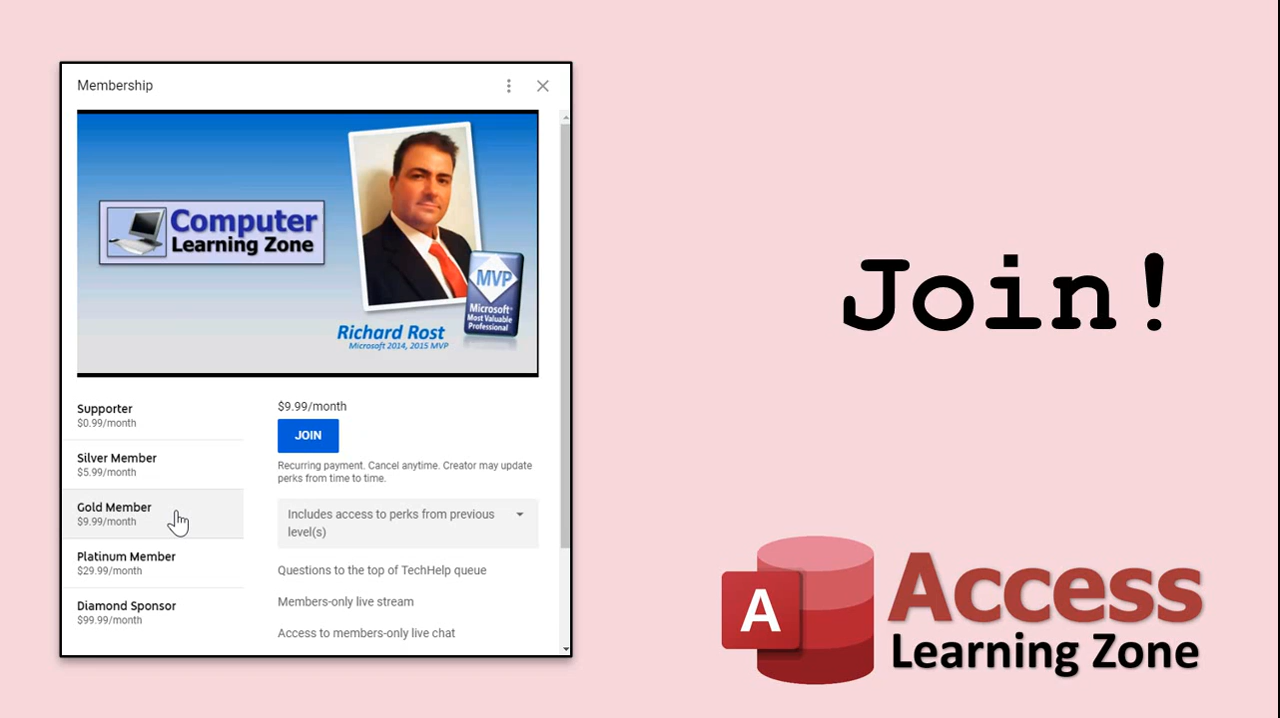 Membership
Computer
Learning Zone
MVP
Microsoft®
Most Valuable
Professional
Richard Rost
Microsoft 2014, 2015 MVP
Supporter
$0.99/month
Silver Member
$5.99/month
Gold Member
$9.99/month
Platinum Member
$29.99/month
Diamond Sponsor
$99.99/month
$9.99/month
JOIN
Recurring payment. Cancel anytime. Creator may update
perks from time to time.
Includes access to perks from previous
level(s)
Questions to the top of TechHelp queue
Members-only live stream
Access to members-only live chat
Join!
A
Access
Learning Zone